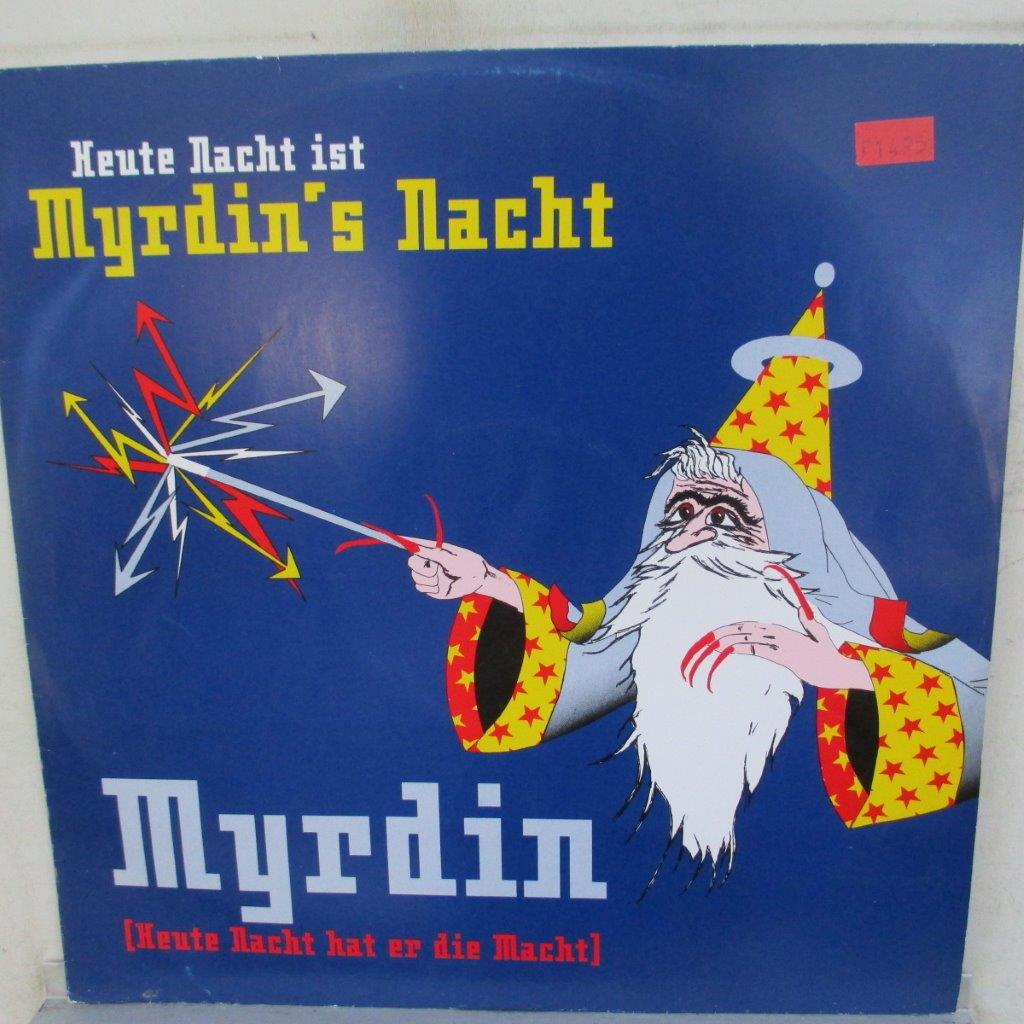 Heute Nacht ist
Myrdin's Nacht
Myrdin
[Heute Nacht hat er die Macht]